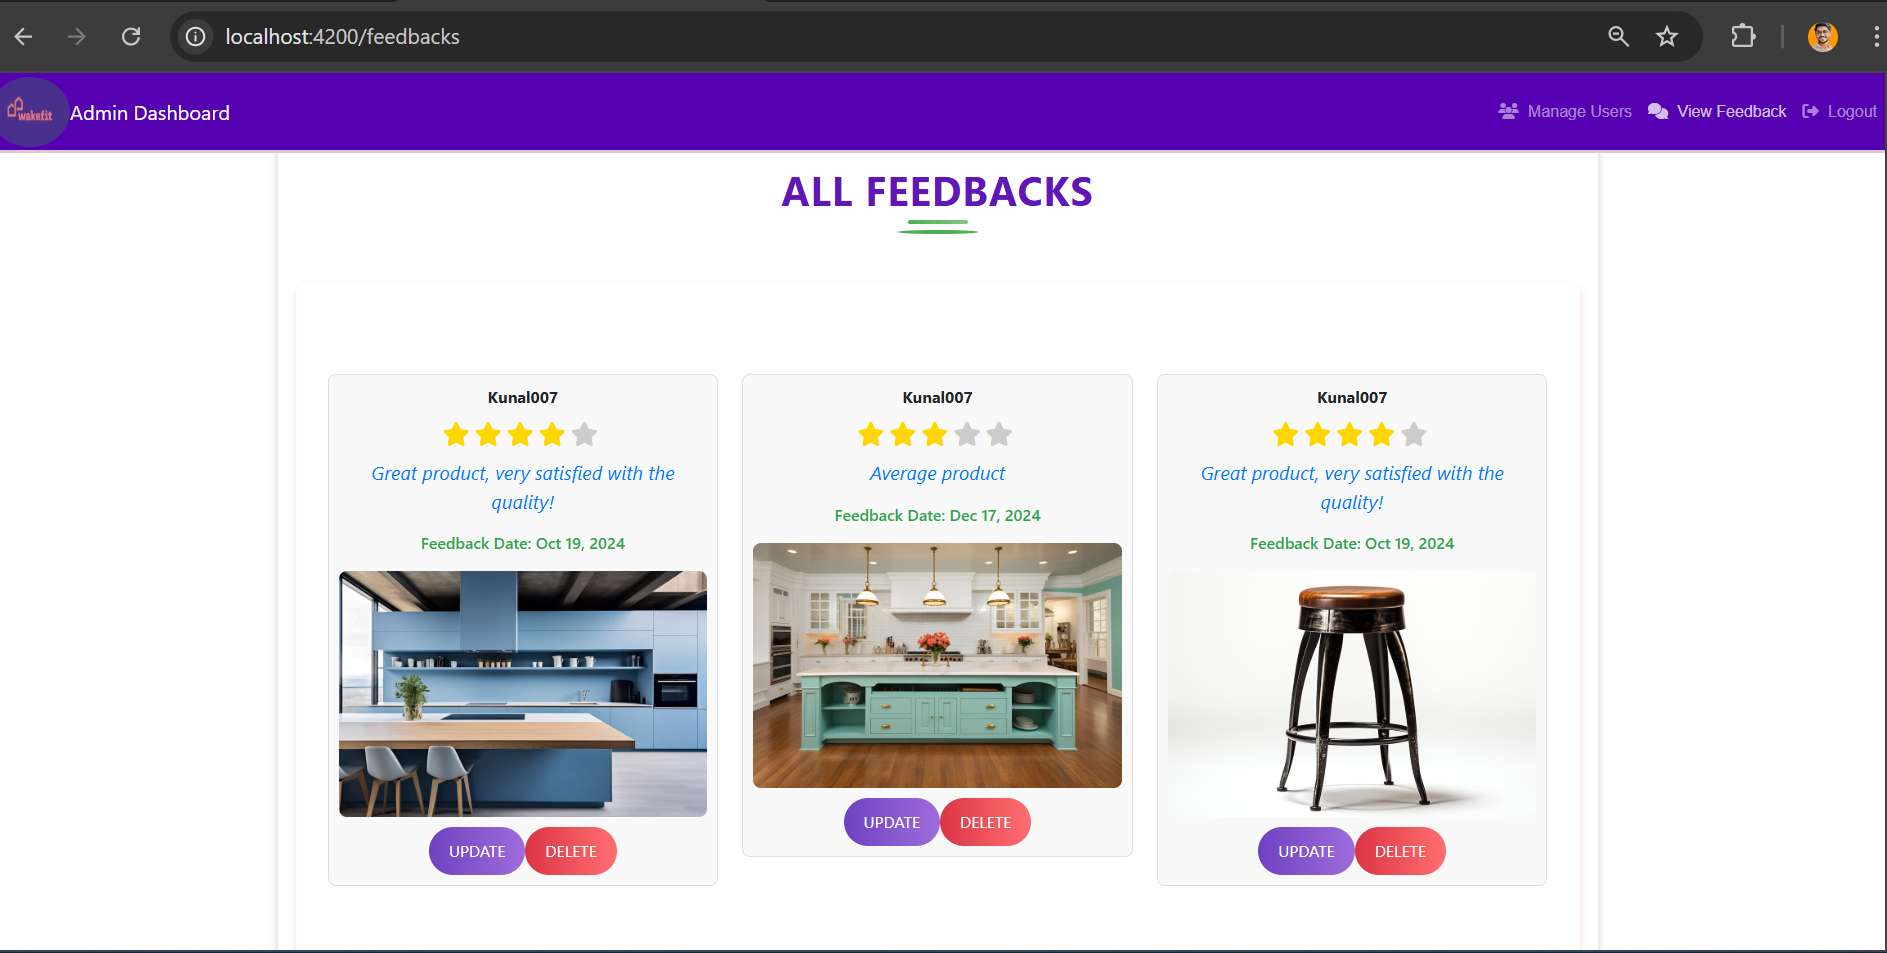 localhost:4200/feedbacks
wakefit
Admin Dashboard
Manage Users
View Feedback
Logout
ALL FEEDBACKS
Kunal007
Great product, very satisfied with the
quality!
Feedback Date: Oct 19, 2024
UPDATE
DELETE
Kunal007
Average product
Feedback Date: Dec 17, 2024
UPDATE
DELETE
Kunal007
Great product, very satisfied with the
quality!
Feedback Date: Oct 19, 2024
UPDATE
DELETE